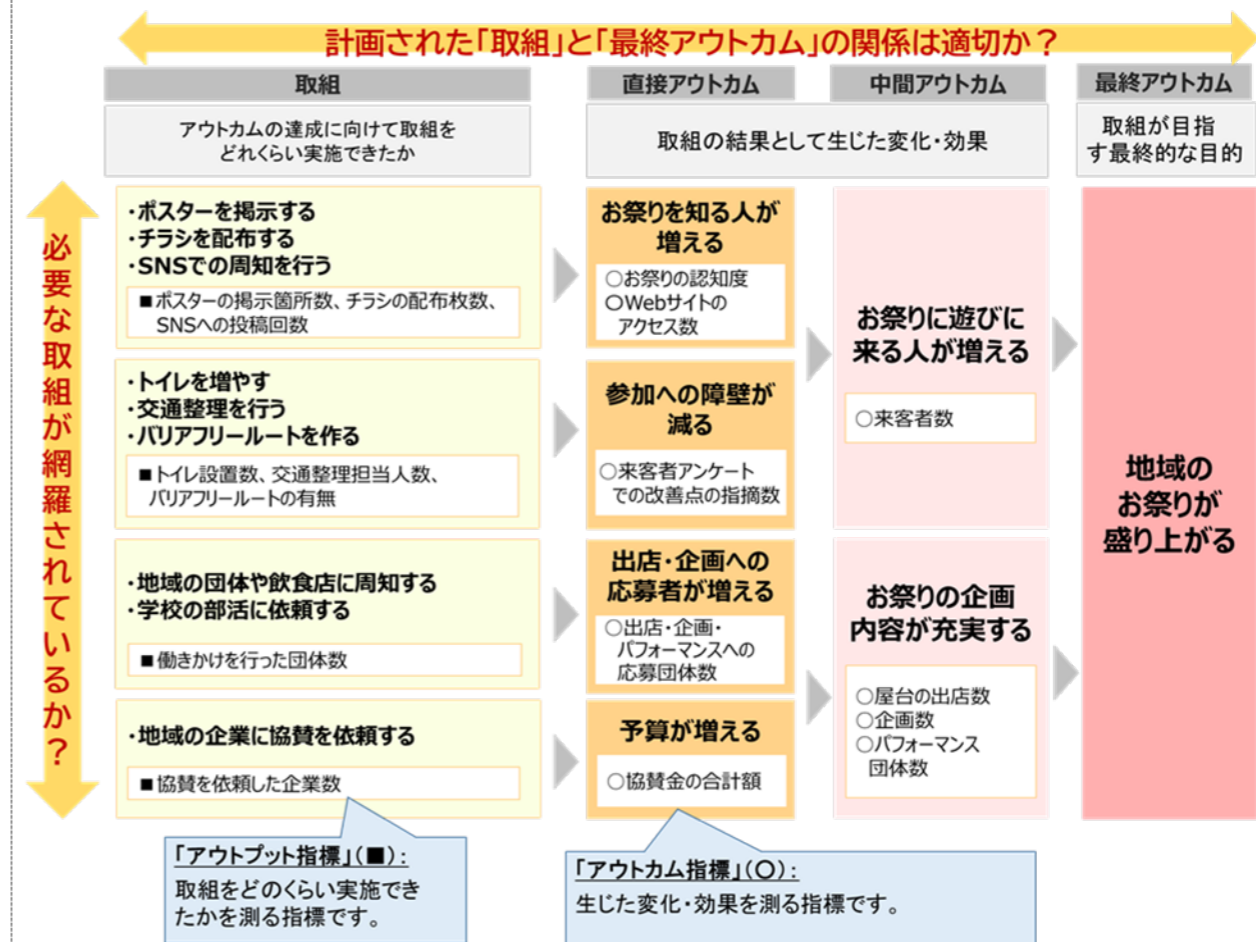 計画された「取組」と「最終アウトカム」の関係は適切か？
取組
直接アウトカム
中間アウトカム
最終アウトカム
アウトカムの達成に向けて取組を
どれくらい実施できたか
取組の結果として生じた変化・効果
取組が目指
す最終的な目的
必要な取組が網羅されているか？
・ポスターを掲示する
・チラシを配布する
・SNSでの周知を行う
■ポスターの掲示箇所数、チラシの配布枚数、
SNSへの投稿回数
お祭りを知る人が
増える
○お祭りの認知度
○Webサイトの
アクセス数
・トイレを増やす
・交通整理を行う
・バリアフリールートを作る
■トイレ設置数、交通整理担当人数、
バリアフリールートの有無
参加への障壁が
減る
○来客者アンケート
での改善点の指摘数
お祭りに遊びに
来る人が増える
○来客者数
・地域の団体や飲食店に周知する
・学校の部活に依頼する
■働きかけを行った団体数
出店・企画への
応募者が増える
○出店・企画・
パフォーマンスへの
応募団体数
・地域の企業に協賛を依頼する
■協賛を依頼した企業数
予算が増える
○協賛金の合計額
お祭りの企画
内容が充実する
○屋台の出店数
○企画数
○パフォーマンス
団体数
地域の
お祭りが
盛り上がる
「アウトプット指標」(■)：
取組をどのくらい実施でき
たかを測る指標です。
「アウトカム指標」(○)：
生じた変化・効果を測る指標です。